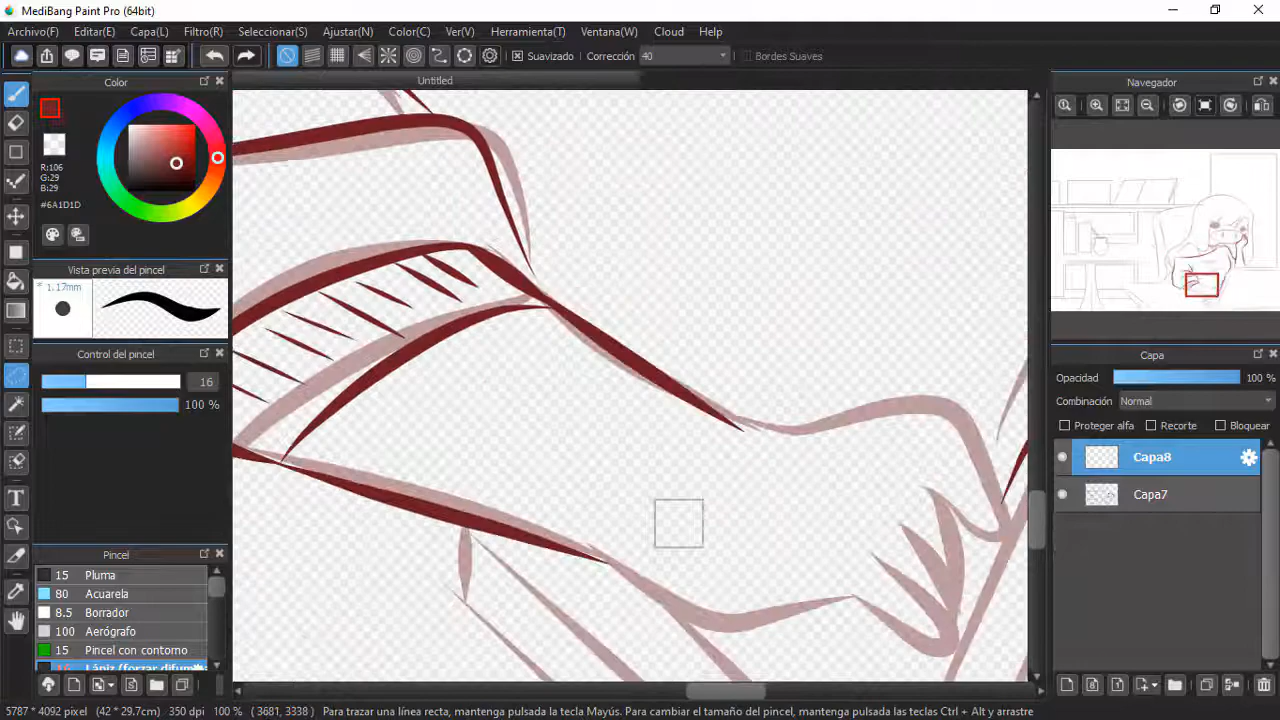 MediBang Paint Pro (64bit)
Archivo(F) Editar(E) Capa(L) Filtro(R) Seleccionar(S) Ajustar(N) Color(C) Ver(V) Herramienta(T) Ventana(W) Cloud Help
Suavizado Corrección 40 Bordes Suaves
Color
Untitled
Navegador
R:106
G:29
B:29
#6A1D1D
Vista previa del pincel
* 1.17mm
Control del pincel
16
100 %
Capa
Opacidad 100 %
Combinación Normal
Proteger alfa Recorte Bloquear
Capa8
Capa7
Pincel
15 Pluma
80 Acuarela
8.5 Borrador
100 Aerógrafo
15 Pincel con contorno
16 Lápiz (forzar difum
5787 * 4092 pixel (42 * 29.7cm) 350 dpi 100 % ( 3681, 3338 ) Para trazar una línea recta, mantenga pulsada la tecla Mayús. Para cambiar el tamaño del pincel, mantenga pulsadas las teclas Ctrl + Alt y arrastre